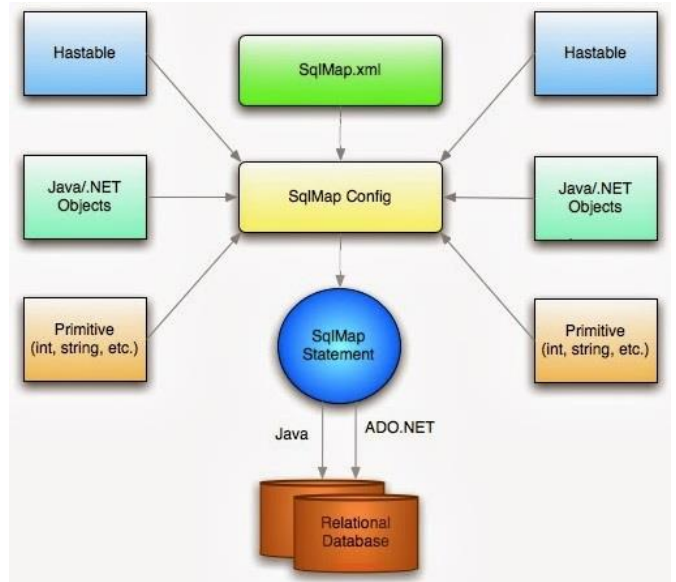 Hastable
SqlMap.xml
Hastable
Java/.NET
Objects
SqlMap Config
Java/.NET
Objects
Primitive
(int, string, etc.)
SqlMap
Statement
Primitive
(int, string, etc.)
Java
ADO.NET
Relational
Database